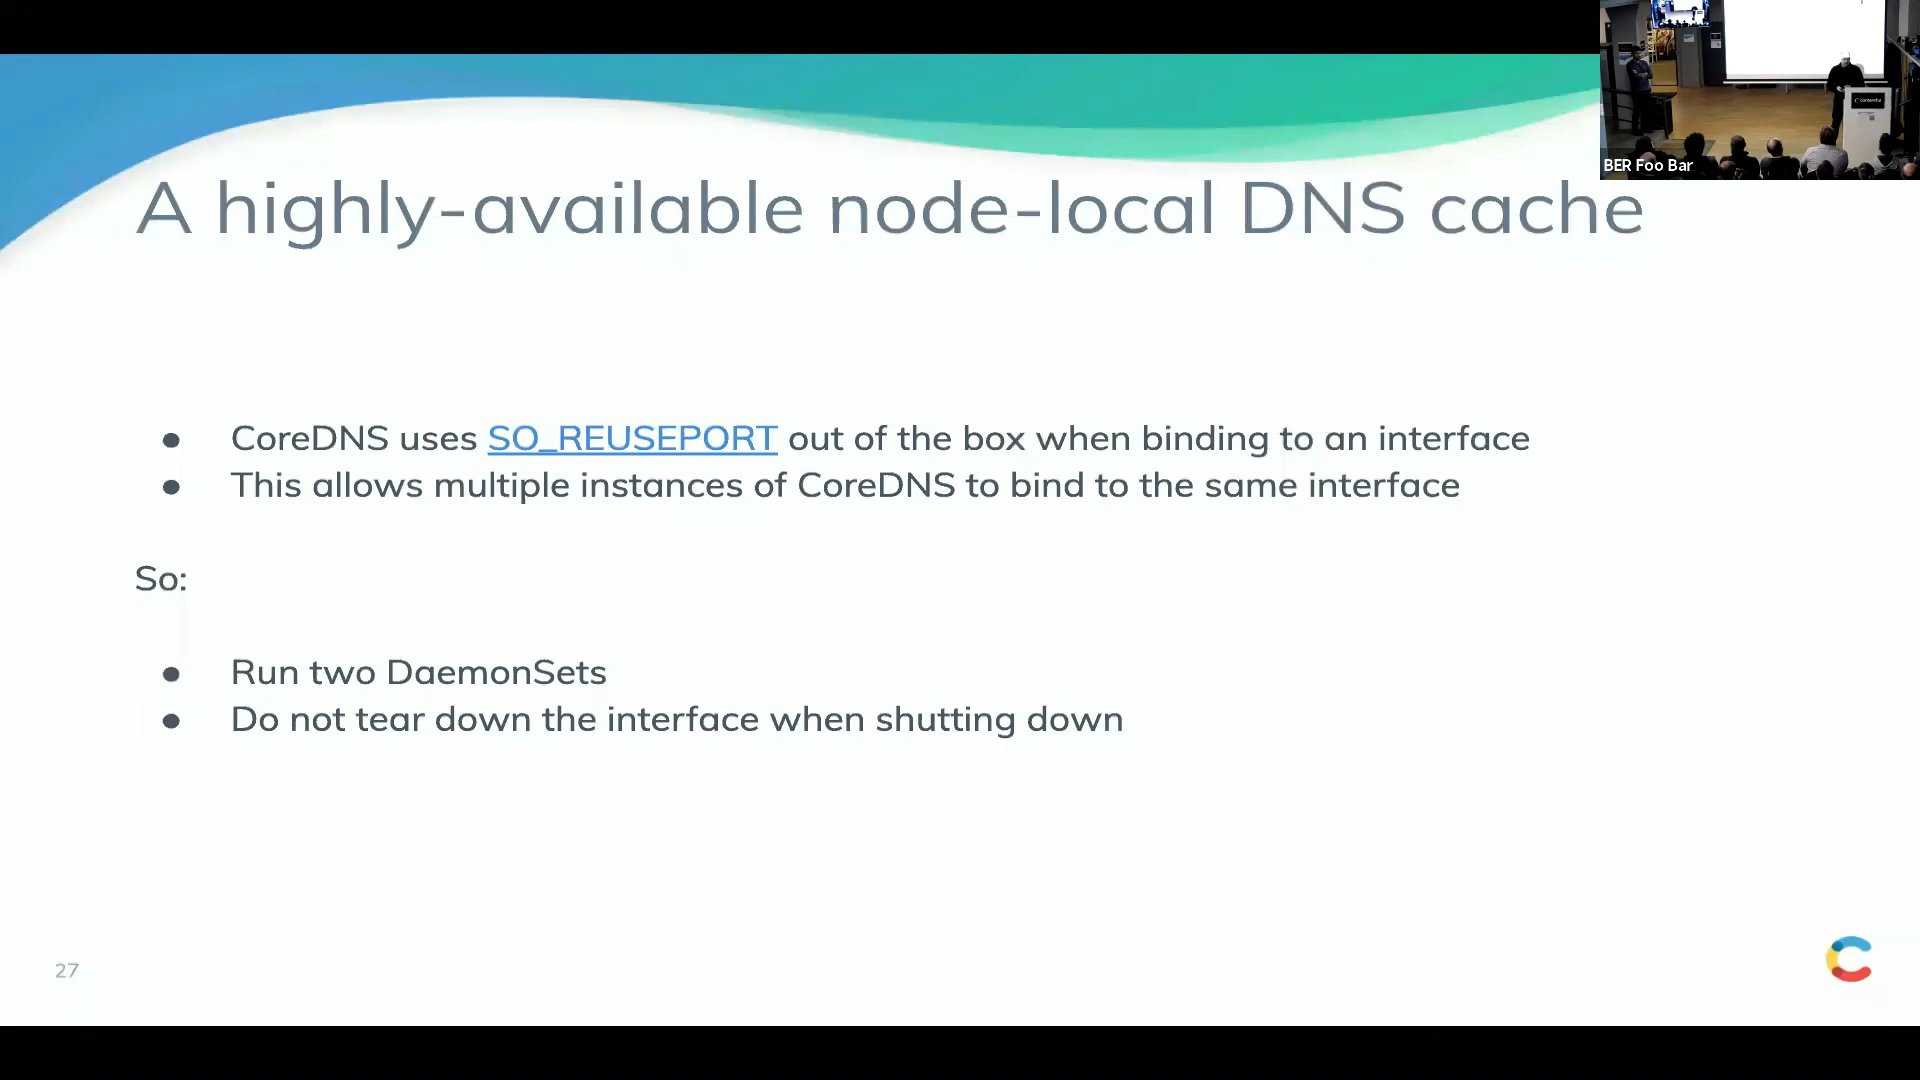 BER Foo Bar
A highly-available node-local DNS cache
● CoreDNS uses SO_REUSEPORT out of the box when binding to an interface
● This allows multiple instances of CoreDNS to bind to the same interface
So:
● Run two DaemonSets
● Do not tear down the interface when shutting down
27